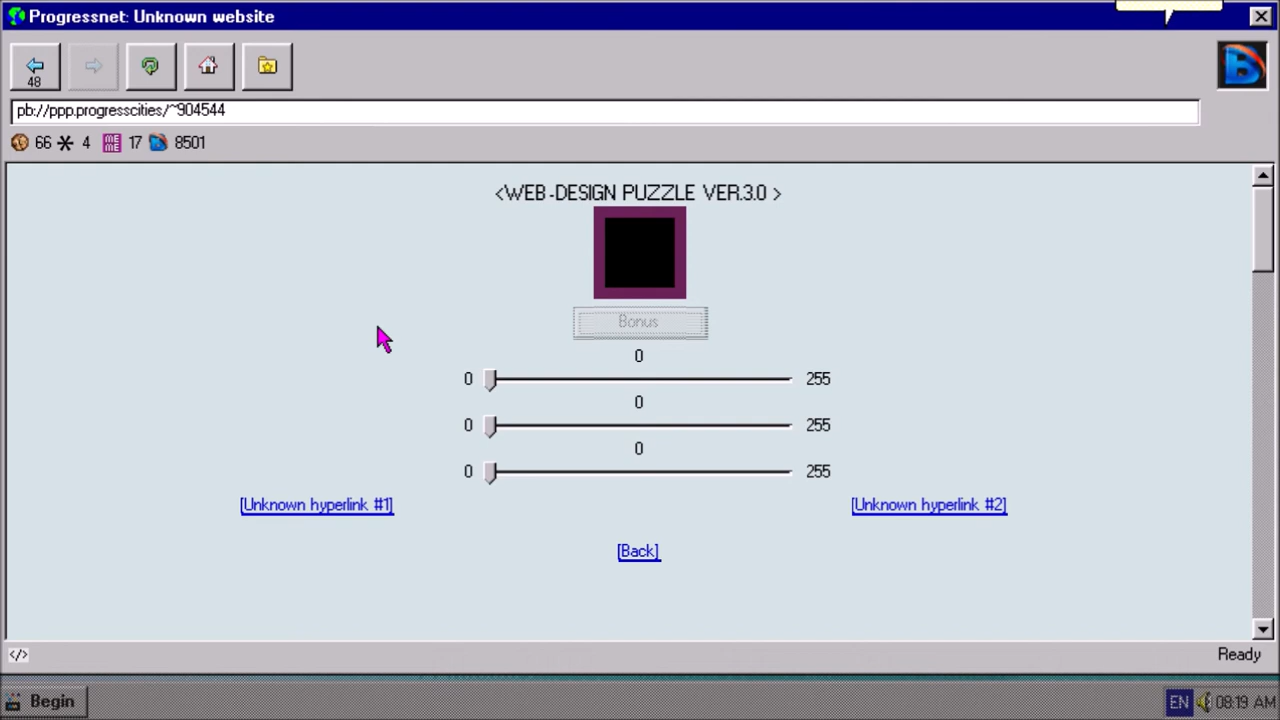 Progressnet: Unknown website
48
pb://ppp.progresscities/~904544
66 4 ME ME 17 8501
<WEB-DESIGN PUZZLE VER.3.0 >
Bonus
0
0 255
0
0 255
0
0 255
[Unknown hyperlink #1] [Unknown hyperlink #2]
[Back]
</> Ready
Begin EN 08:19 AM